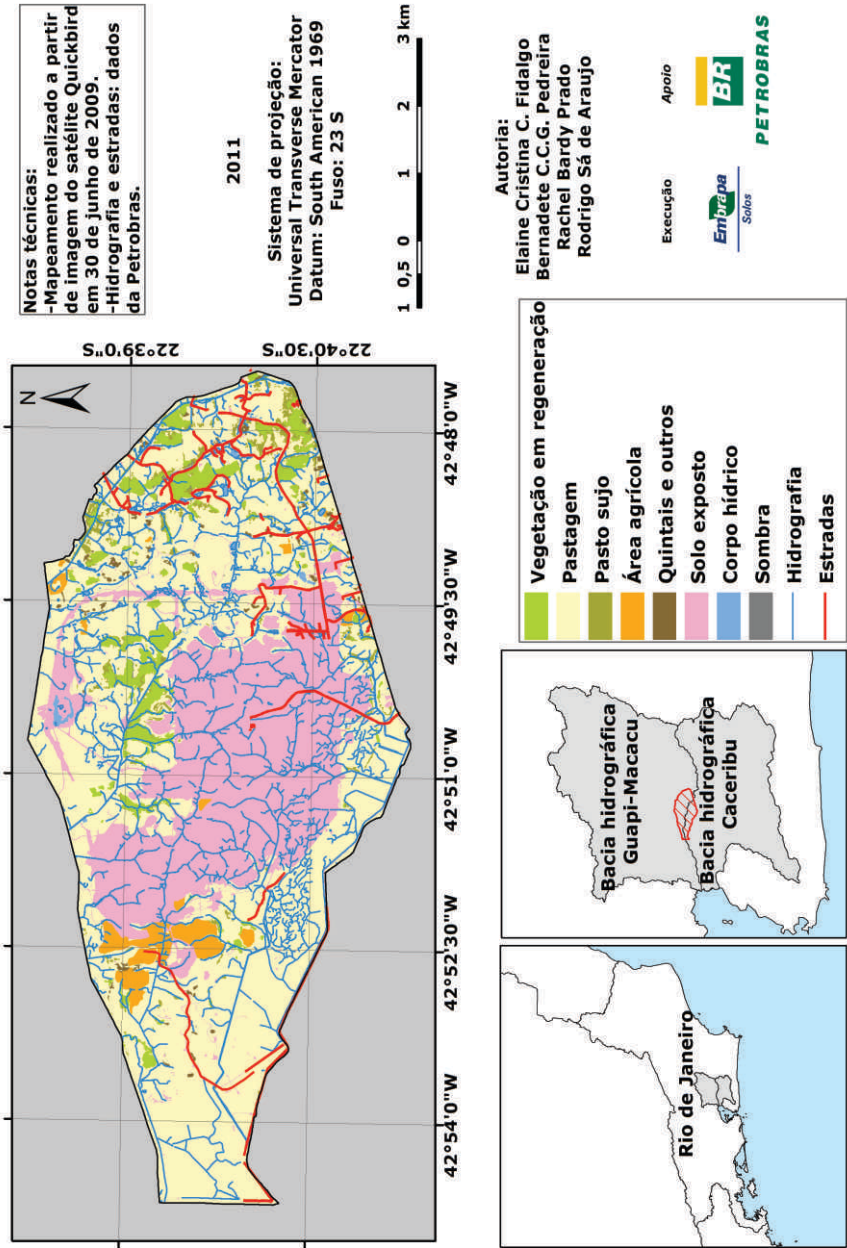 N
22°39'0"S
22°40'30"S
42°54'0"W
42°52'30"W
42°51'0"W
42°49'30"W
42°48'0"W
Notas técnicas:
-Mapeamento realizado a partir
de imagem do satélite Quickbird
em 30 de junho de 2009.
-Hidrografia e estradas: dados
da Petrobras.
2011
Sistema de projeção:
Universal Transverse Mercator
Datum: South American 1969
Fuso: 23 S
1 0,5 0 1 2 3 km
Rio de Janeiro
Bacia hidrográfica
Guapi-Macacu
Bacia hidrográfica
Caceribu
Vegetação em regeneração
Pastagem
Pasto sujo
Área agrícola
Quintais e outros
Solo exposto
Corpo hídrico
Sombra
Hidrografia
Estradas
Autoria:
Elaine Cristina C. Fidalgo
Bernadete C.C.G. Pedreira
Rachel Bardy Prado
Rodrigo Sá de Araujo
Execução
Apoio
Embrapa
Solos
BR
PETROBRAS